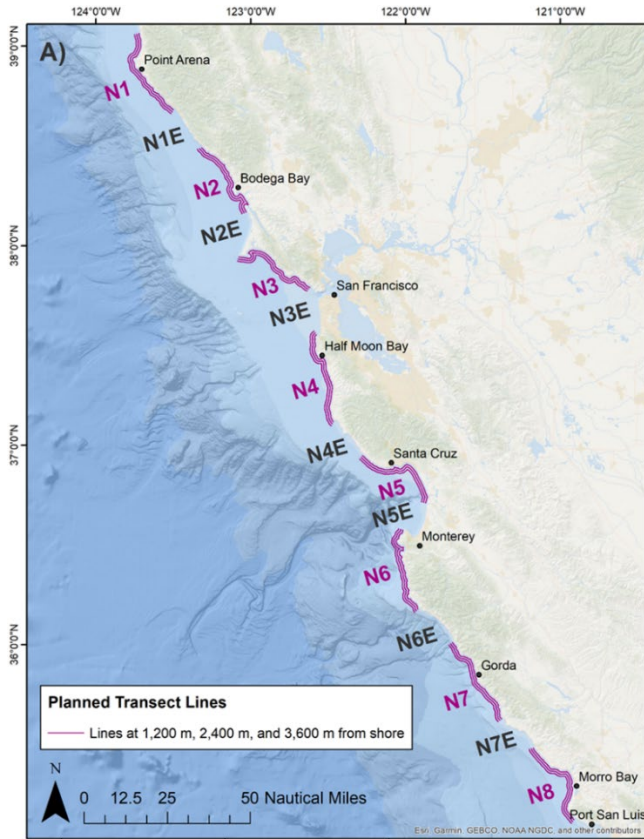 124°0'0"W 123°0'0"W 122°0'0"W 121°0'0"W
39°0'0"N
38°0'0"N
37°0'0"N
36°0'0"N
A)
Point Arena
N1
N1E
N2
Bodega Bay
N2E
N3
San Francisco
N3E
Half Moon Bay
N4
N4E
Santa Cruz
N5
N5E
Monterey
N6
N6E
Gorda
N7
N7E
Morro Bay
N8
Port San Luis
Planned Transect Lines
Lines at 1,200 m, 2,400 m, and 3,600 m from shore
N
0 12.5 25 50 Nautical Miles
Esri, Garmin, GEBCO, NOAA NGDC, and other contributors